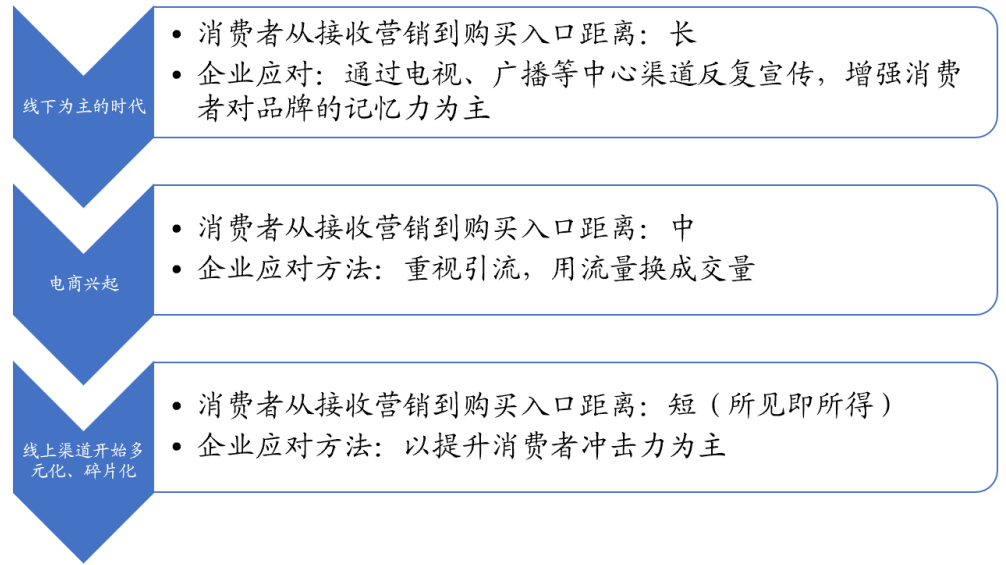 线下为主的时代
• 消费者从接收营销到购买入口距离：长
• 企业应对：通过电视、广播等中心渠道反复宣传，增强消费
者对品牌的记忆力为主
电商兴起
• 消费者从接收营销到购买入口距离：中
• 企业应对方法：重视引流，用流量换成交量
线上渠道开始多
元化、碎片化
• 消费者从接收营销到购买入口距离：短（所见即所得）
• 企业应对方法：以提升消费者冲击力为主